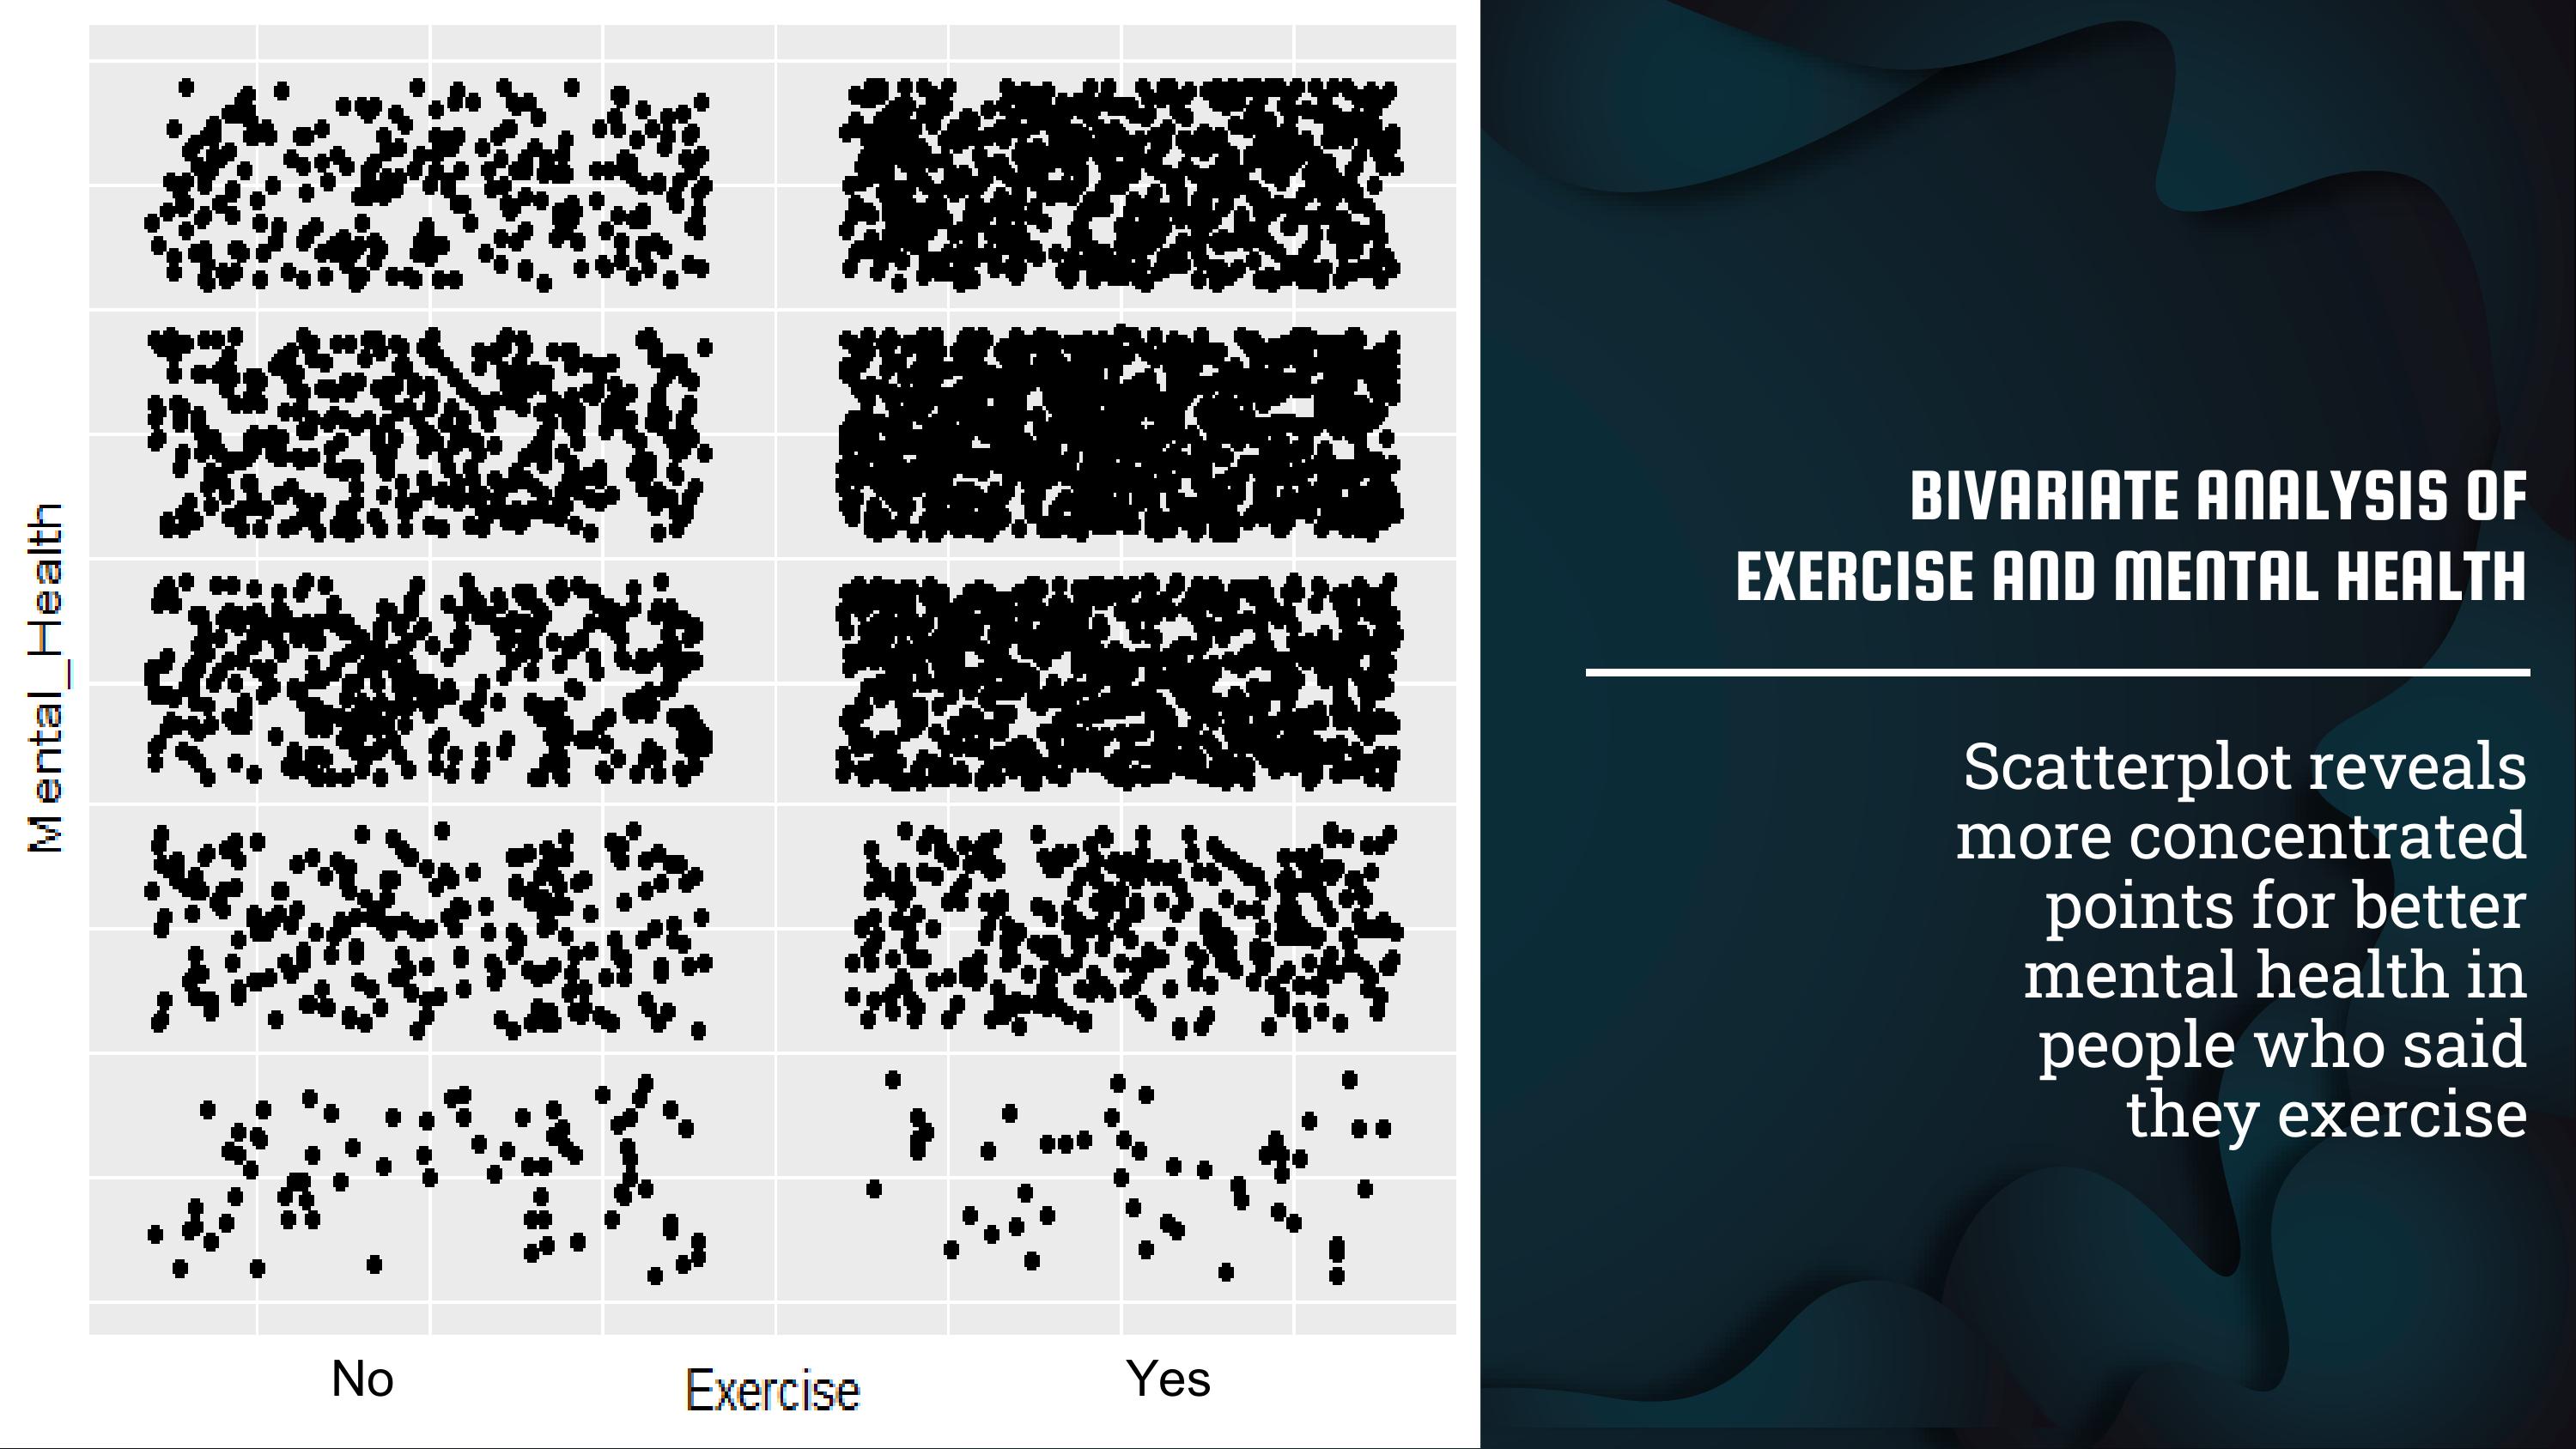 Mental_Health
No
Exercise
Yes
BIVARIATE ANALYSIS OF
EXERCISE AND MENTAL HEALTH
Scatterplot reveals
more concentrated
points for better
mental health in
people who said
they exercise